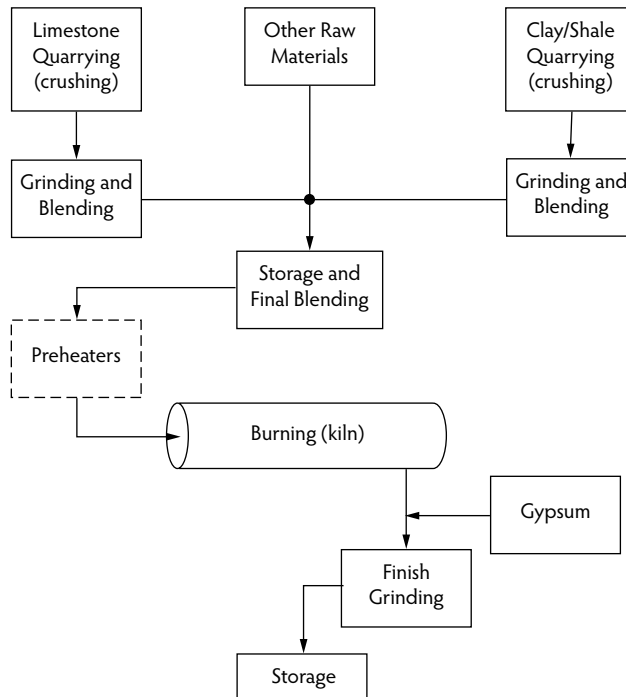 Limestone
Quarrying
(crushing)
Other Raw
Materials
Clay/Shale
Quarrying
(crushing)
Grinding and
Blending
Grinding and
Blending
Storage and
Final Blending
Preheaters
Burning (kiln)
Gypsum
Finish
Grinding
Storage